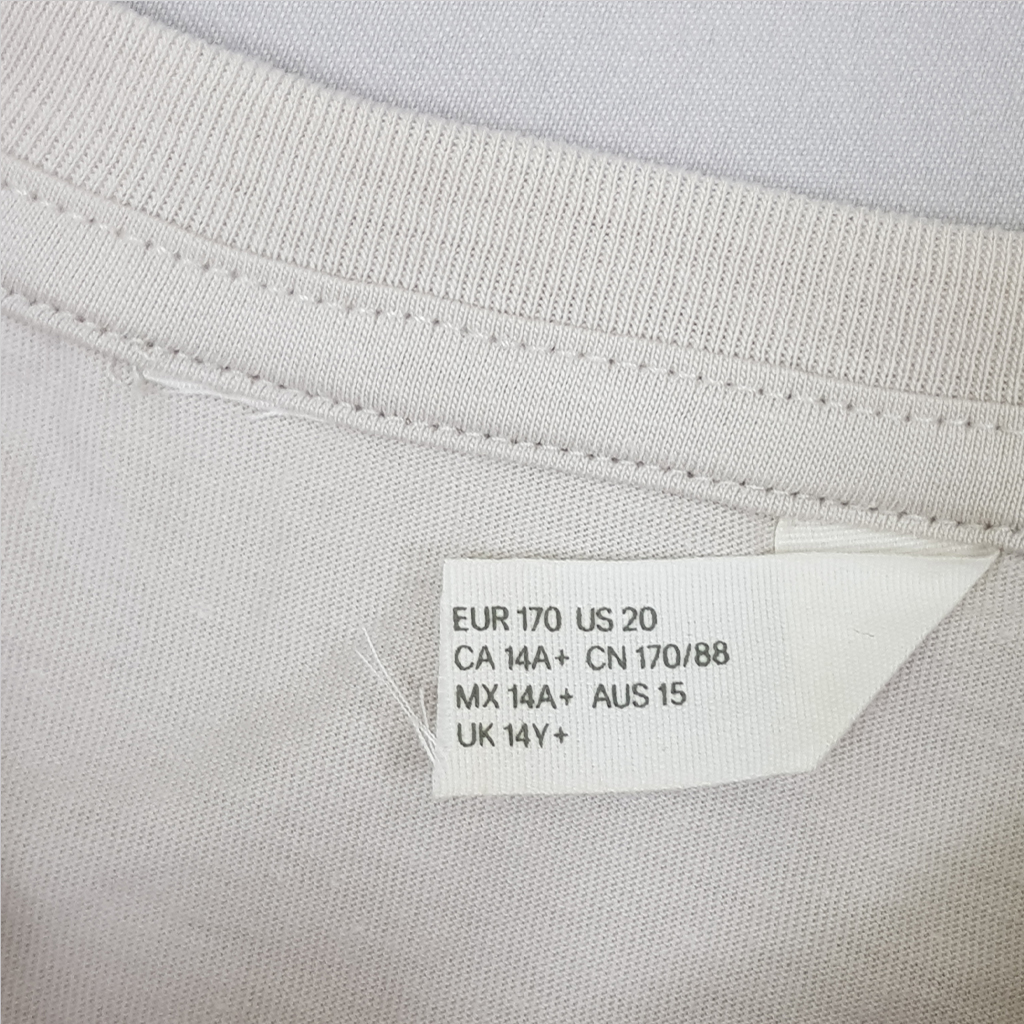 EUR 170 US 20
CA 14A+ CN 170/88
MX 14A+ AUS 15
UK 14Y+